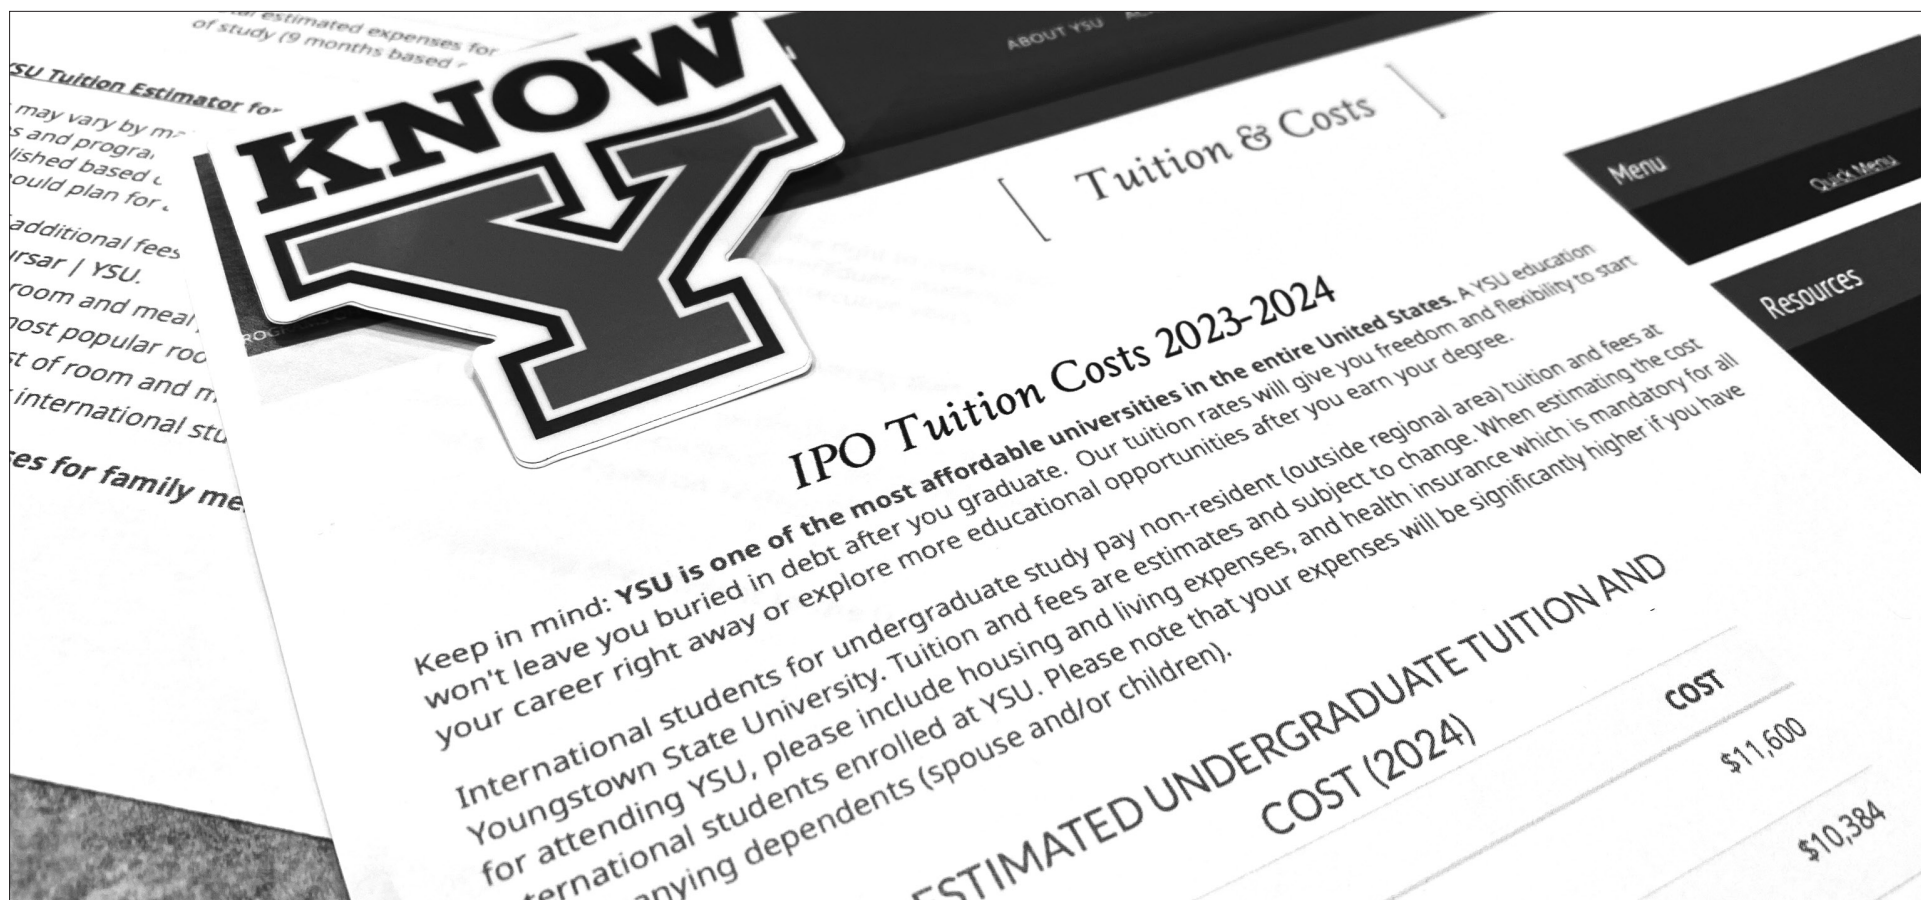 estimated expenses for
of study (9 months based
YSU Tuition Estimator for
may vary by
s and
lished based
ould plan for
additional fees
ursar | YSU.
room and meal
most popular
st of room and
international
es for family
KNOW
Y
ABOUT YSU
Tuition & Costs
Menu
Quick Menu
Resources
IPO Tuition Costs 2023-2024
Keep in mind: YSU is one of the most affordable universities in the entire United States. A YSU education
won't leave you buried in debt after you graduate. Our tuition rates will give you freedom and flexibility to start
your career right away or explore more educational opportunities after you earn your degree.
International students for undergraduate study pay non-resident (outside regional area) tuition and fees at
Youngstown State University. Tuition and fees are estimates and subject to change. When estimating the cost
for attending YSU, please include housing and living expenses, and health insurance which is mandatory for all
ternational students enrolled at YSU. Please note that your expenses will be significantly higher if you have
anying dependents (spouse and/or children).
ESTIMATED UNDERGRADUATE TUITION AND
COST (2024)
COST
$11,600
$10,384